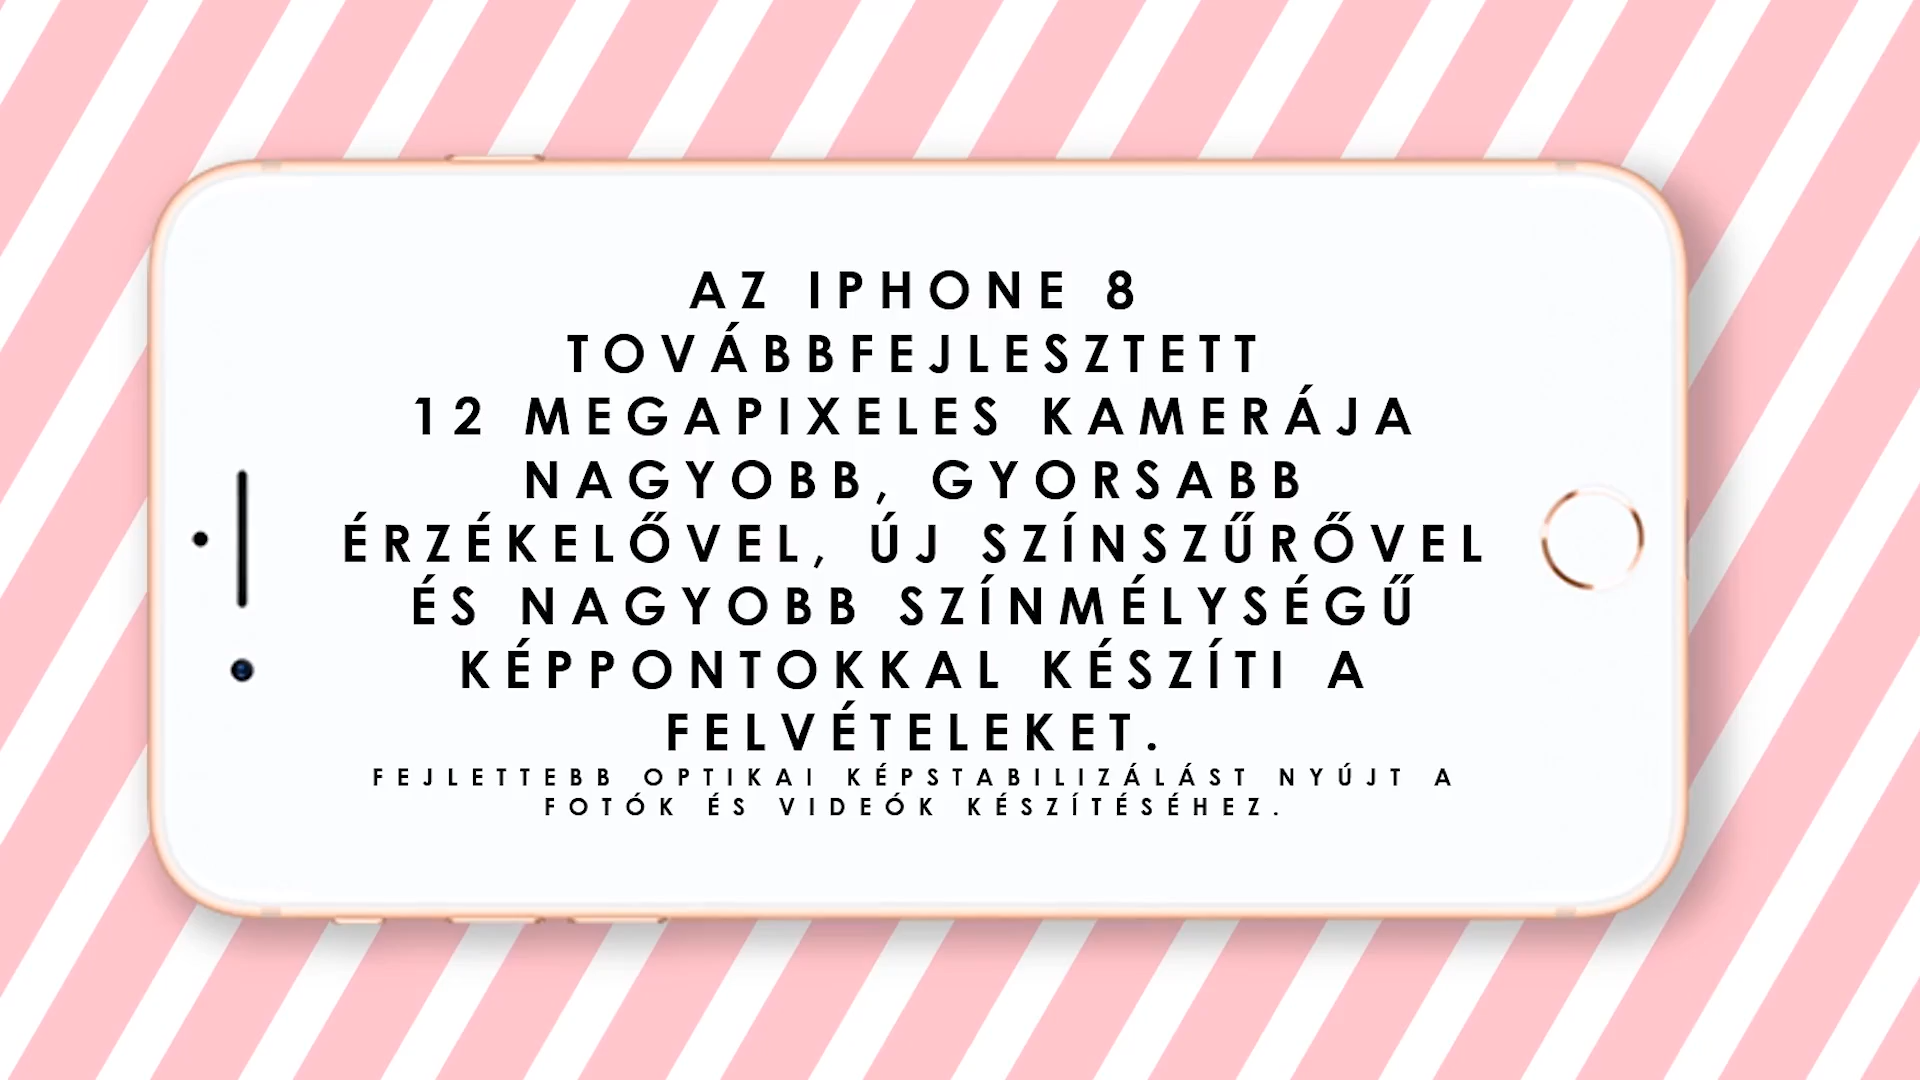 AZ IPHONE 8
TOVÁBBFEJLESZTETT
12 MEGAPIXELES KAMERÁJA
NAGYOBB, GYORSABB
ÉRZÉKELŐVEL, ÚJ SZÍNSZŰRŐVEL
ÉS NAGYOBB SZÍNMÉLYSÉGŰ
KÉPPONTOKKAL KÉSZÍTI A
FELVÉTELEKET.
FEJLETTEBB OPTIKAI KÉPSTABILIZÁLÁST NYÚJT A
FOTÓK ÉS VIDEÓK KÉSZÍTÉSÉHEZ.